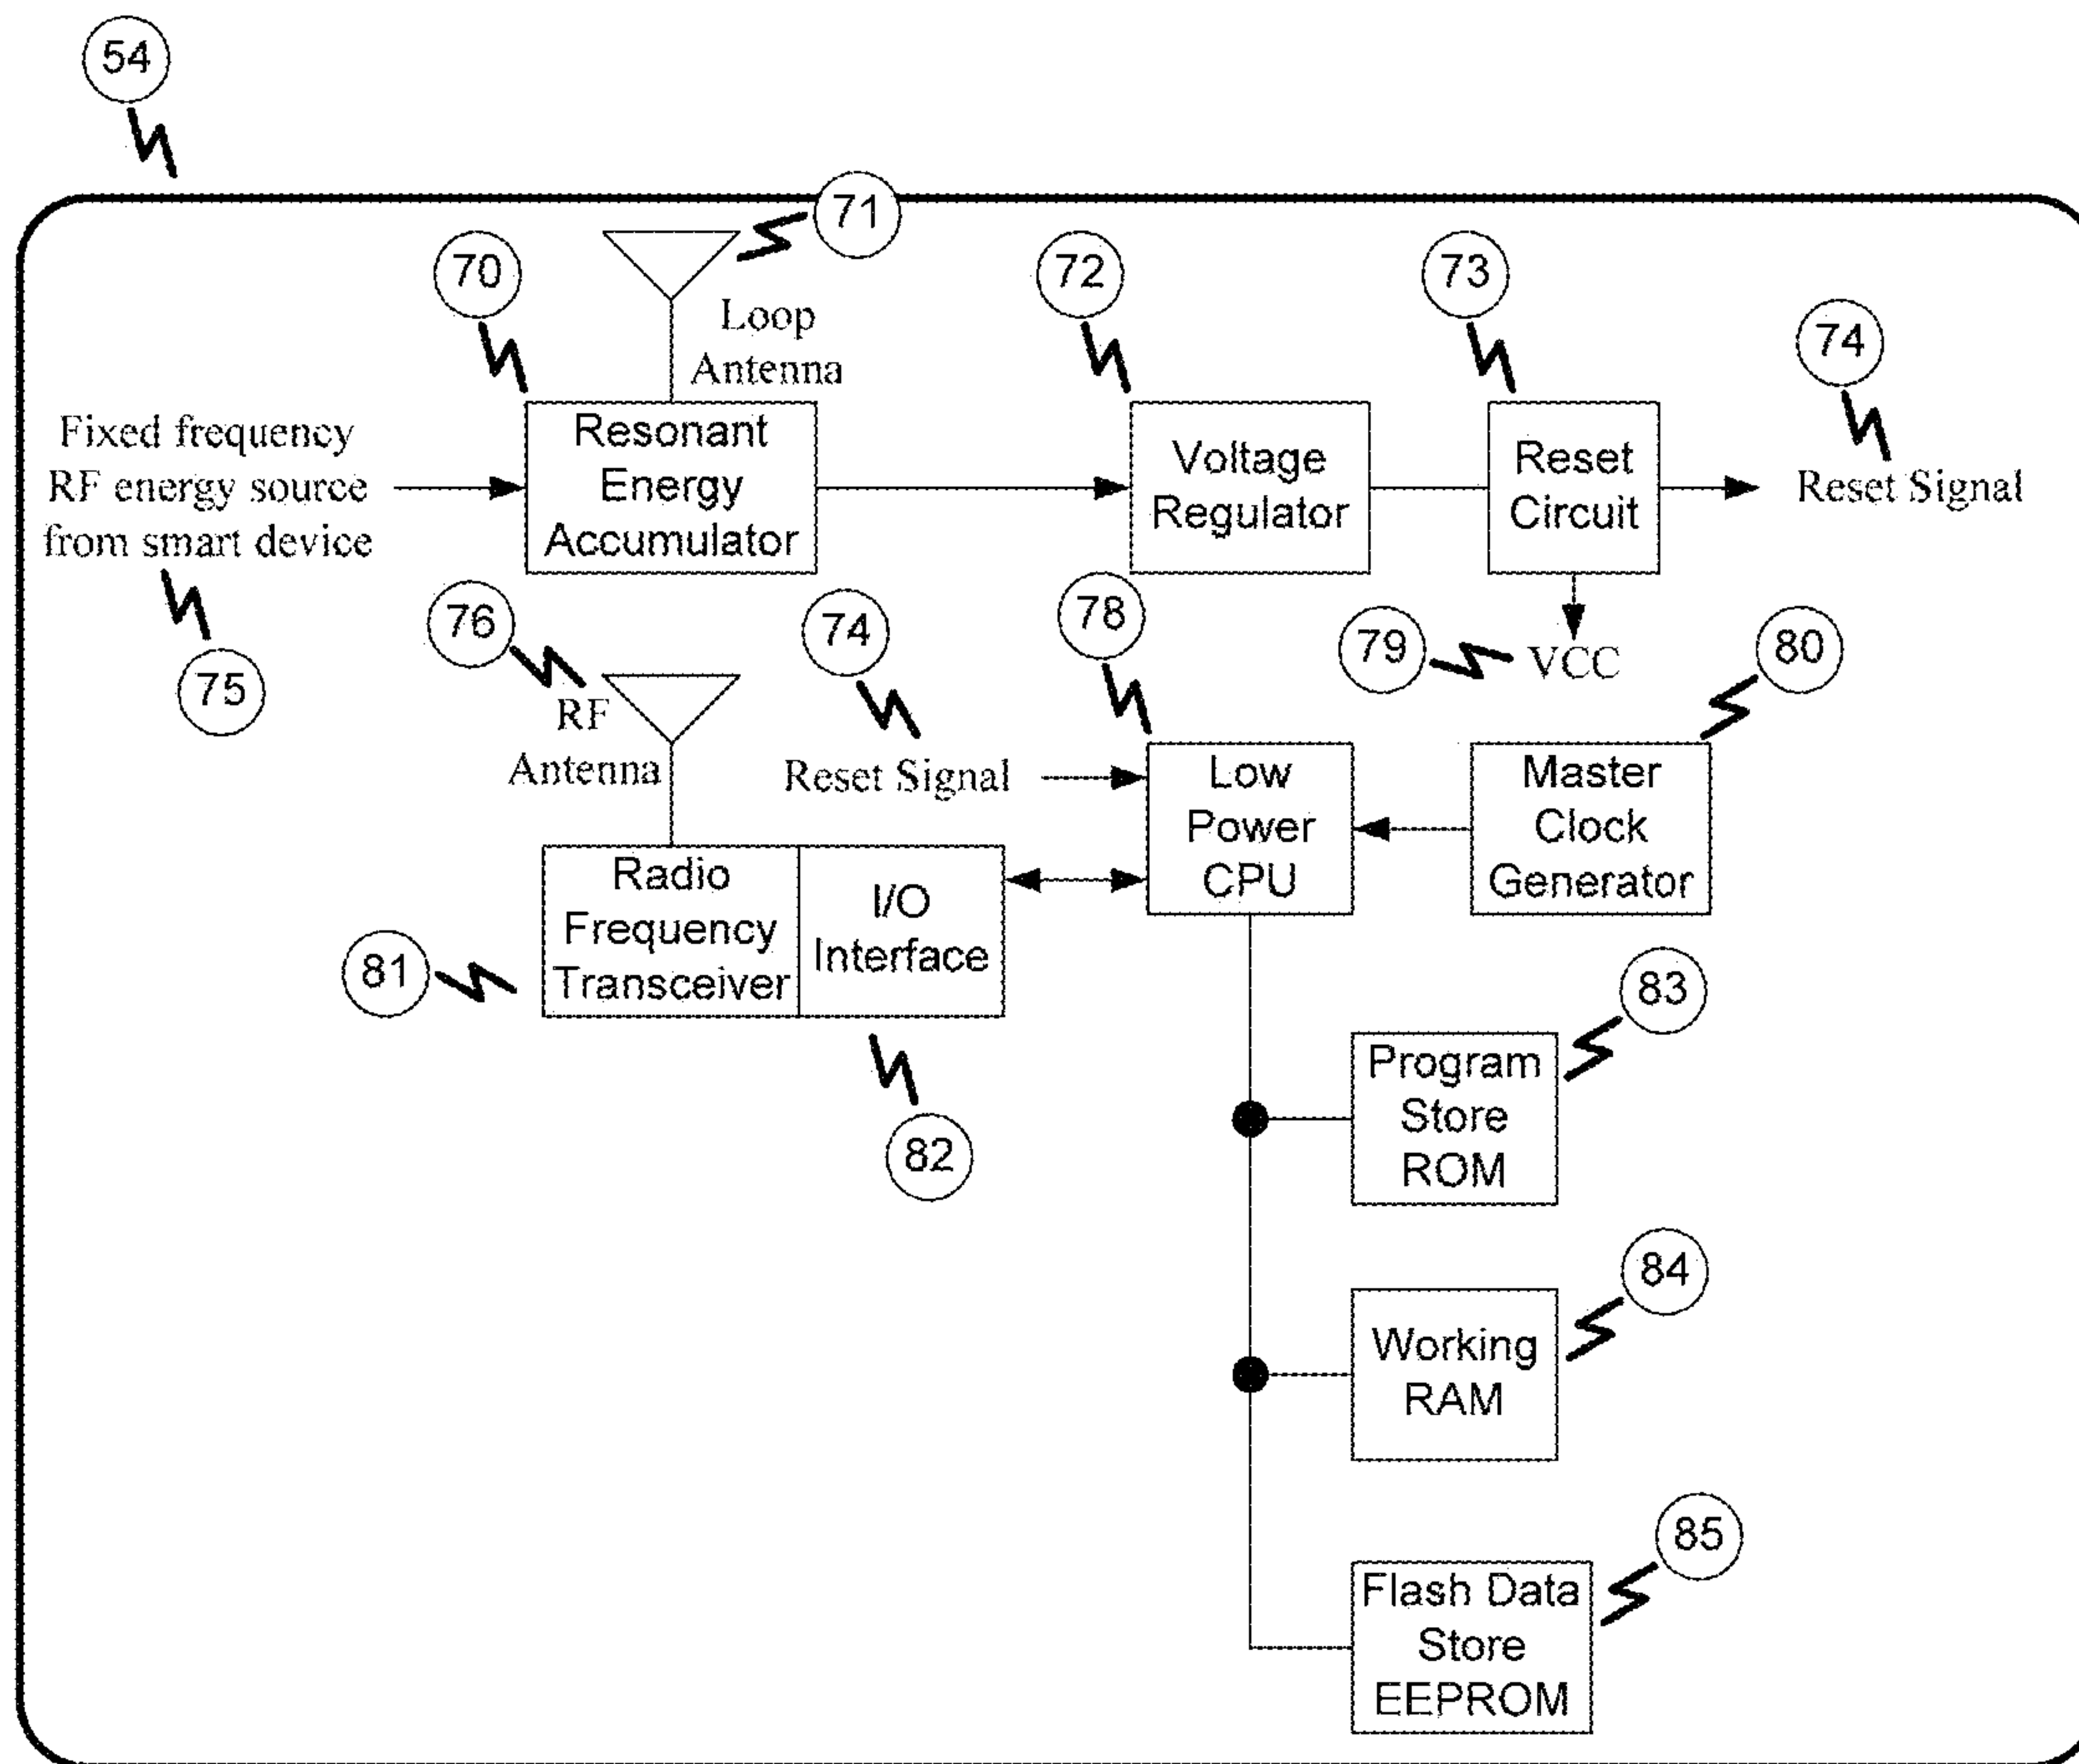 54
71
70
72
73
74
Loop
Antenna
Fixed frequency
RF energy source
from smart device
Resonant
Energy
Accumulator
Voltage
Regulator
Reset
Circuit
Reset Signal
75
76
74
78
79
VCC
80
RF
Antenna
Reset Signal
Low
Power
CPU
Master
Clock
Generator
Radio
Frequency
Transceiver
I/O
Interface
81
82
83
Program
Store
ROM
84
Working
RAM
85
Flash Data
Store
EEPROM